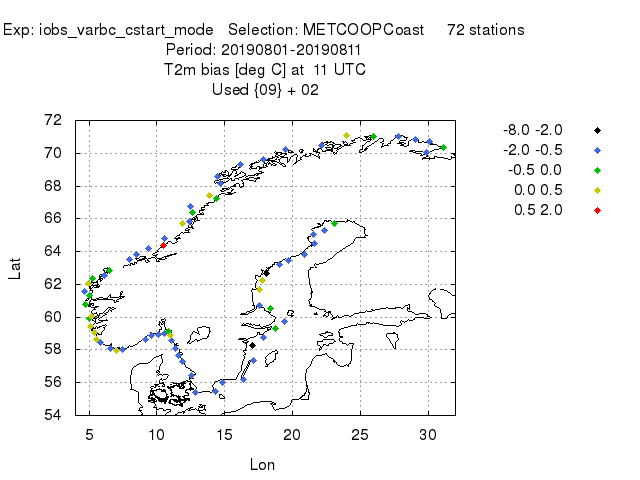 Exp: iobs_varbc_cstart_mode Selection: METCOOPCoast 72 stations
Period: 20190801-20190811
T2m bias [deg C] at 11 UTC
Used {09} + 02
72
70
68
66
64
62
60
58
56
54
Lat
5 10 15 20 25 30
Lon
-8.0 -2.0
-2.0 -0.5
-0.5 0.0
0.0 0.5
0.5 2.0